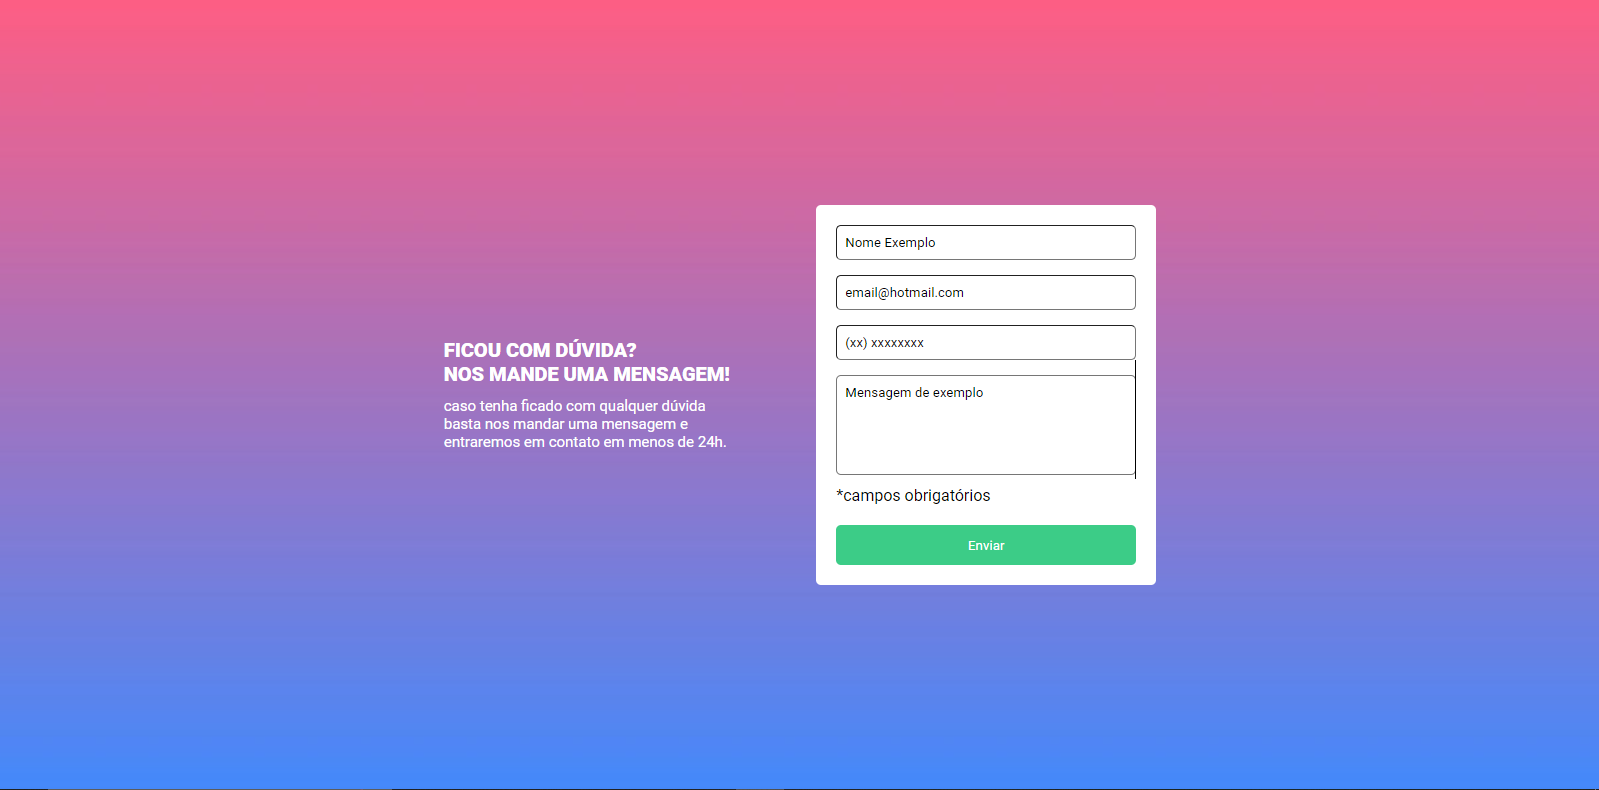 FICOU COM DÚVIDA?
NOS MANDE UMA MENSAGEM!
caso tenha ficado com qualquer dúvida
basta nos mandar uma mensagem e
entraremos em contato em menos de 24h.
Nome Exemplo
email@hotmail.com
(xx) xxxxxxxx
Mensagem de exemplo
*campos obrigatórios
Enviar